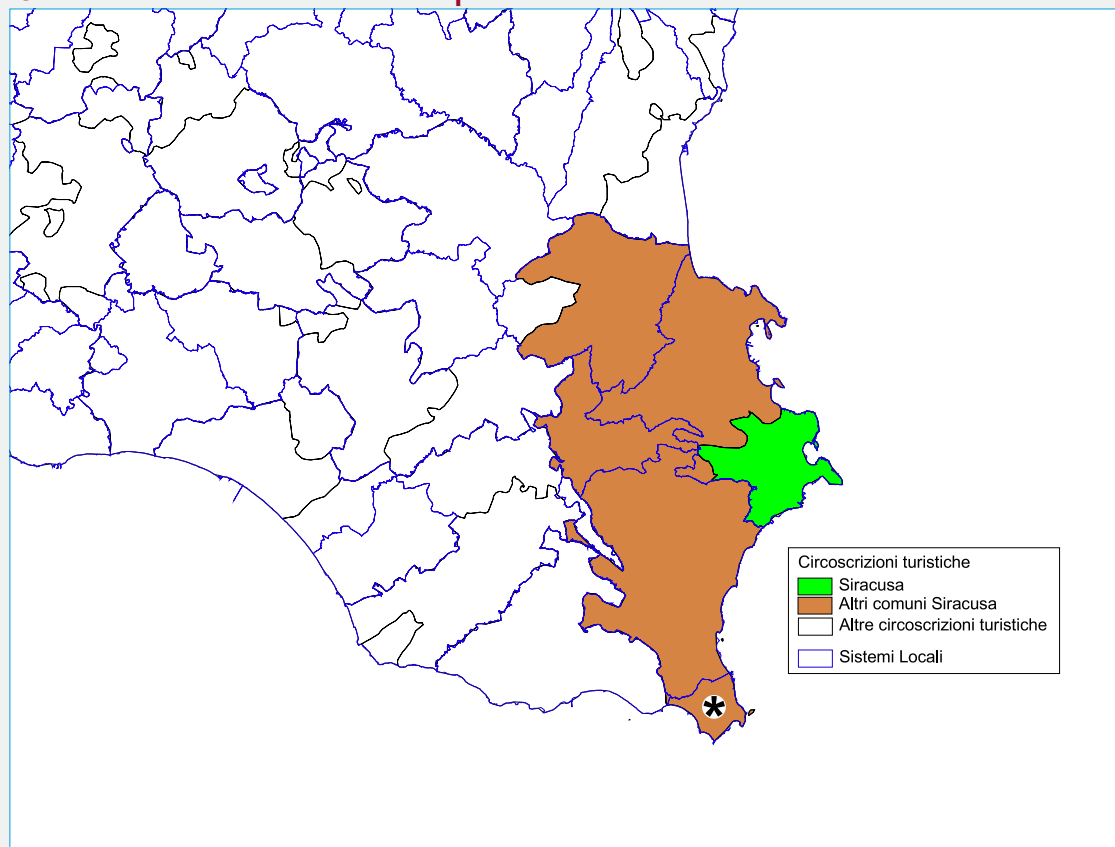 Circoscrizioni turistiche
Siracusa
Altri comuni Siracusa
Altre circoscrizioni turistiche
Sistemi Locali
*